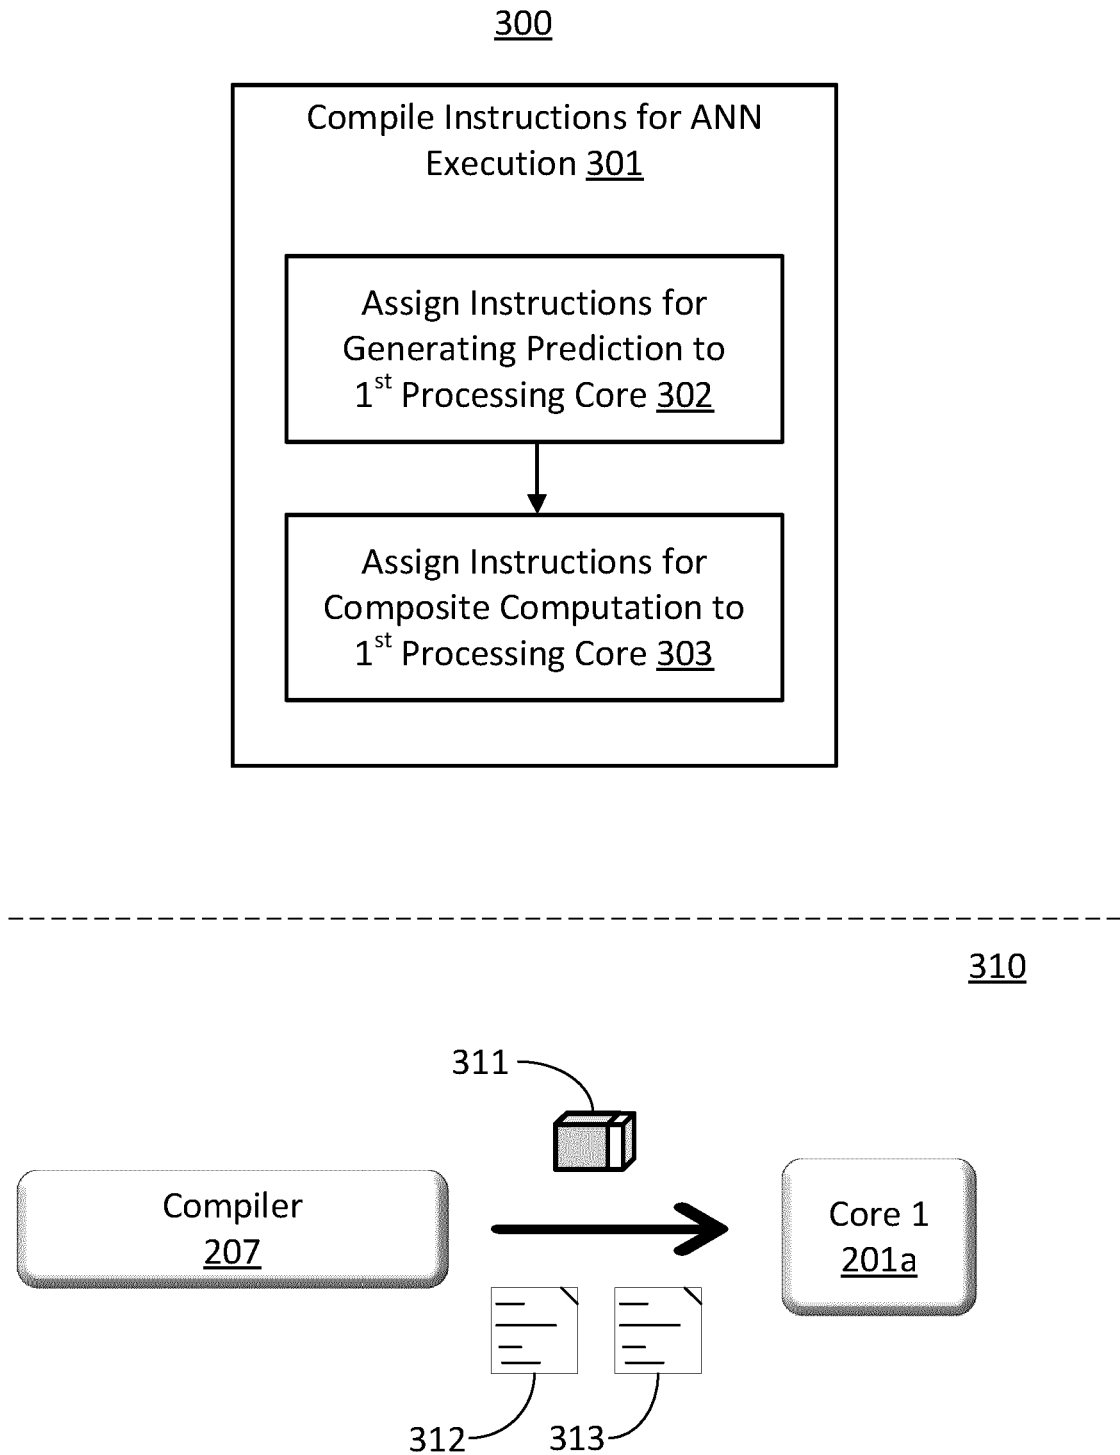 300
Compile Instructions for ANN
Execution 301
Assign Instructions for
Generating Prediction to
1st Processing Core 302
Assign Instructions for
Composite Computation to
1st Processing Core 303
310
311
Compiler
207
Core 1
201a
312
313